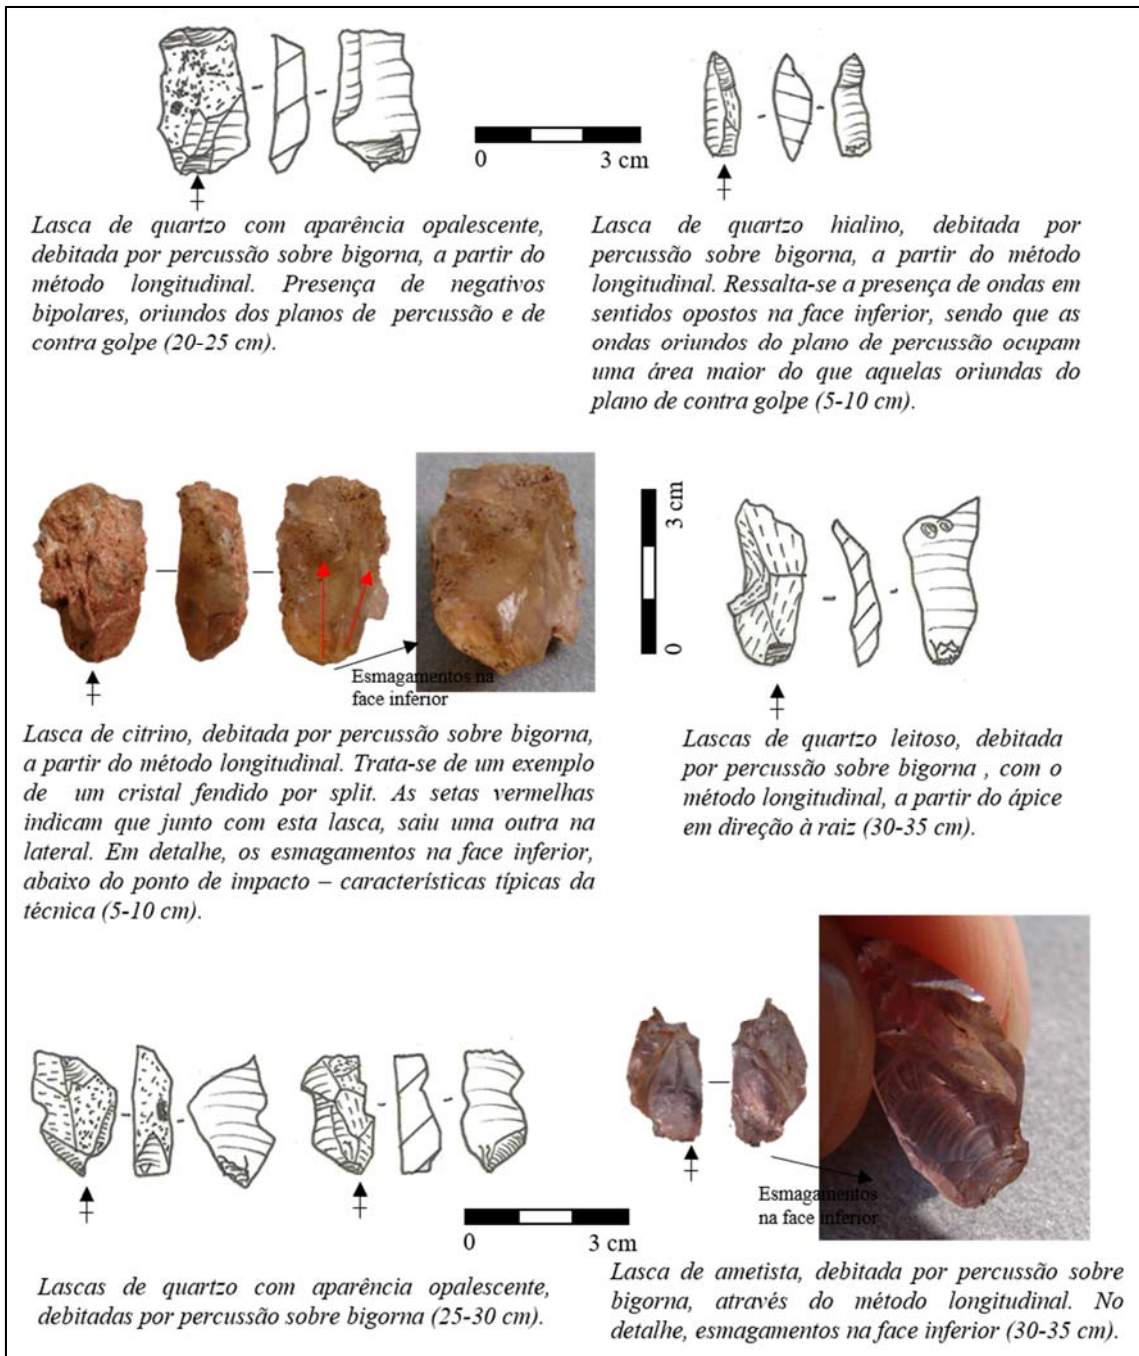 0 3 cm
Lasca de quartzo com aparência opalescente,
debitada por percussão sobre bigorna, a partir do
método longitudinal. Presença de negativos
bipolares, oriundos dos planos de percussão e de
contra golpe (20-25 cm).
Lasca de quartzo hialino, debitada por
percussão sobre bigorna, a partir do método
longitudinal. Ressalta-se a presença de ondas em
sentidos opostos na face inferior, sendo que as
ondas oriundos do plano de percussão ocupam
uma área maior do que aquelas oriundas do
plano de contra golpe (5-10 cm).
Esmagamentos na
face inferior
3 cm
0
Lasca de citrino, debitada por percussão sobre bigorna,
a partir do método longitudinal. Trata-se de um exemplo
de um cristal fendido por split. As setas vermelhas
indicam que junto com esta lasca, saiu uma outra na
lateral. Em detalhe, os esmagamentos na face inferior,
abaixo do ponto de impacto – características típicas da
técnica (5-10 cm).
Lascas de quartzo leitoso, debitada
por percussão sobre bigorna , com o
método longitudinal, a partir do ápice
em direção à raiz (30-35 cm).
Esmagamentos
na face inferior
0 3 cm
Lascas de quartzo com aparência opalescente,
debitadas por percussão sobre bigorna (25-30 cm).
Lasca de ametista, debitada por percussão sobre
bigorna, através do método longitudinal. No
detalhe, esmagamentos na face inferior (30-35 cm).